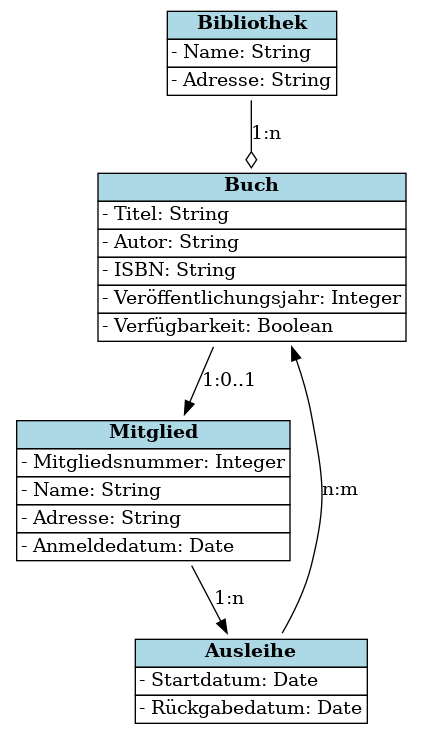 Bibliothek
- Name: String
- Adresse: String
1:n
Buch
- Titel: String
- Autor: String
- ISBN: String
- Veröffentlichungsjahr: Integer
- Verfügbarkeit: Boolean
1:0..1
Mitglied
- Mitgliedsnummer: Integer
- Name: String
- Adresse: String
- Anmeldedatum: Date
n:m
1:n
Ausleihe
- Startdatum: Date
- Rückgabedatum: Date